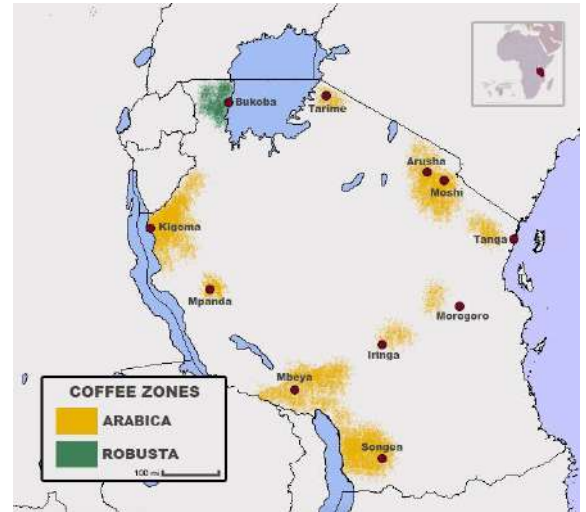 Bukoba
Tarime
Arusha
Moshi
Kigoma
Tanga
Mpanda
Morogoro
Iringa
Mbeya
Songea
COFFEE ZONES
ARABICA
ROBUSTA
100 mi